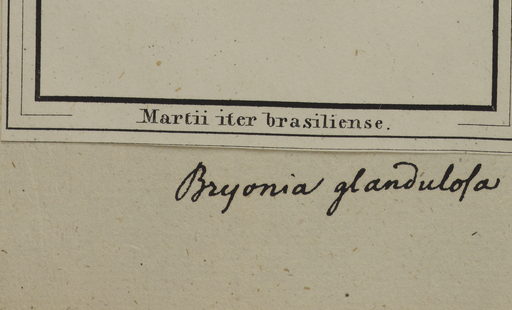 Martii iter brasiliense.
Bryonia glanduloſa